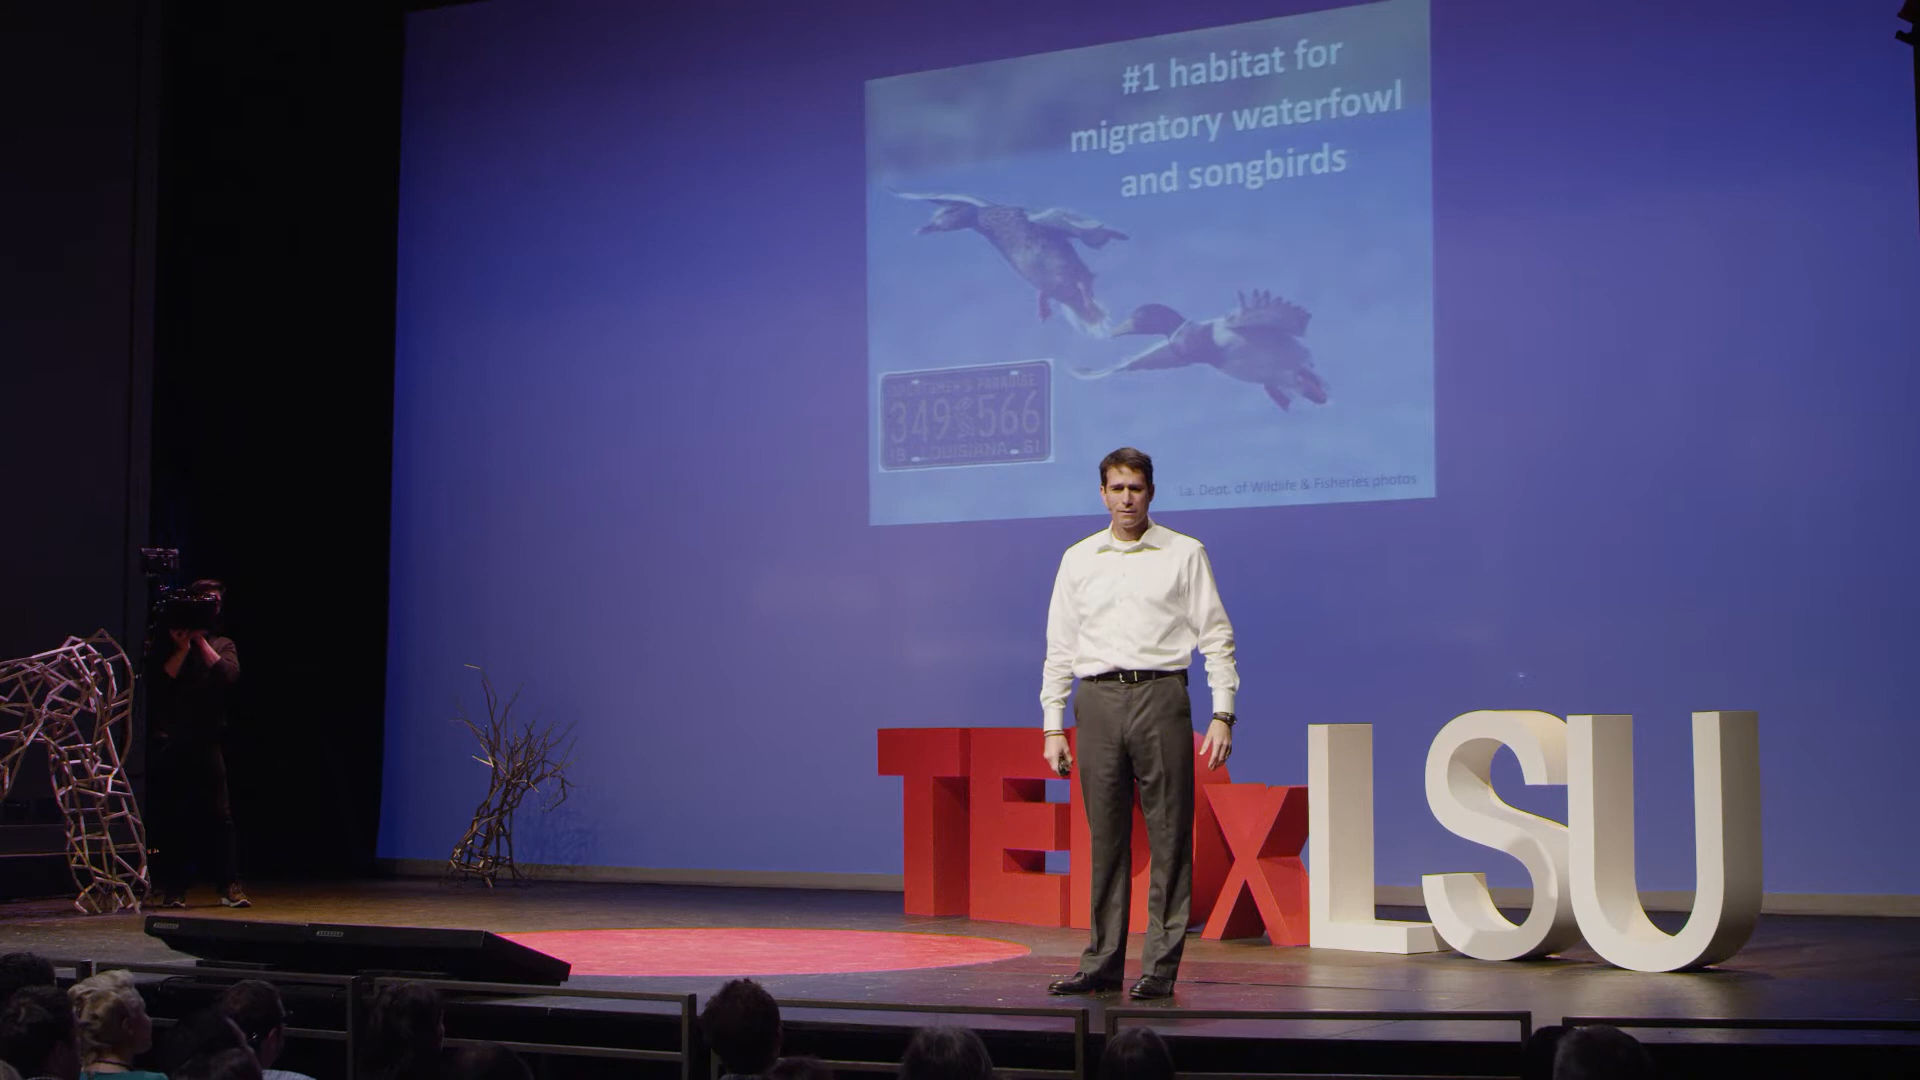 #1 habitat for
migratory waterfowl
and songbirds
SPORTSMEN'S PARADISE
349 566
19 LOUISIANA 61
La. Dept. of Wildlife & Fisheries photos
TEDxLSU